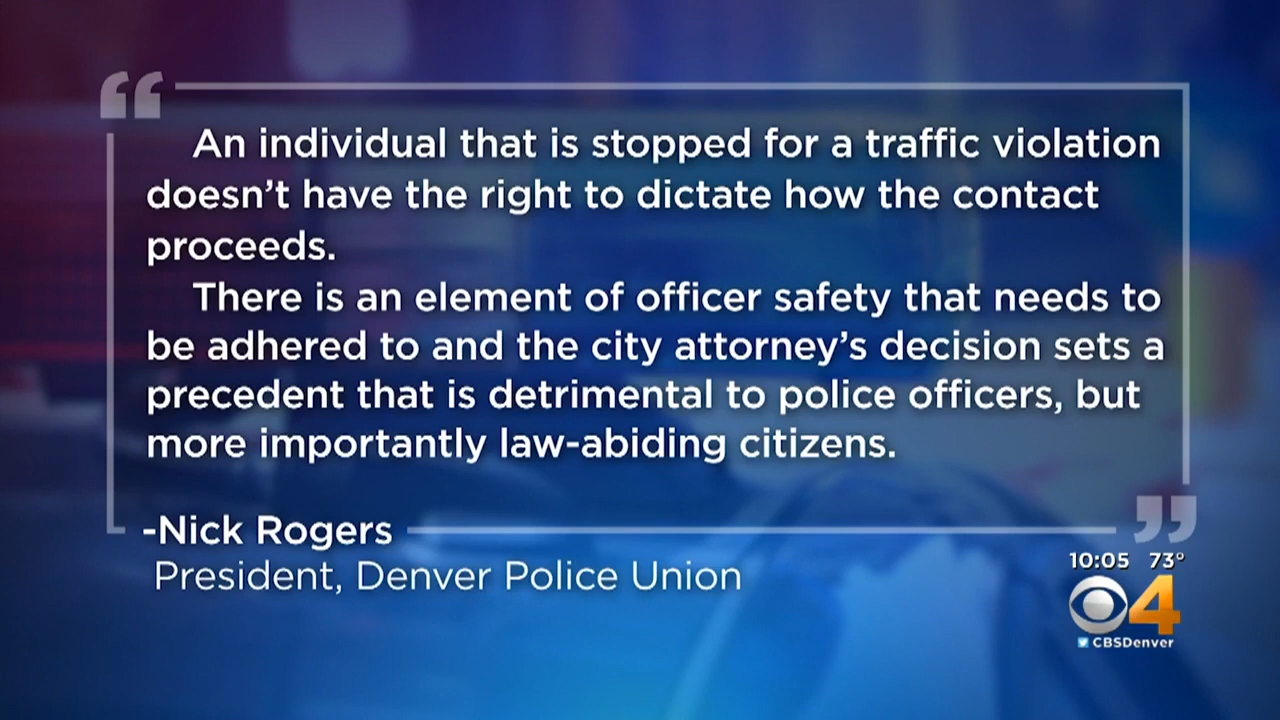 “
An individual that is stopped for a traffic violation
doesn’t have the right to dictate how the contact
proceeds.
There is an element of officer safety that needs to
be adhered to and the city attorney’s decision sets a
precedent that is detrimental to police officers, but
more importantly law-abiding citizens.
”
-Nick Rogers
President, Denver Police Union
10:05 73°
4
CBSDenver